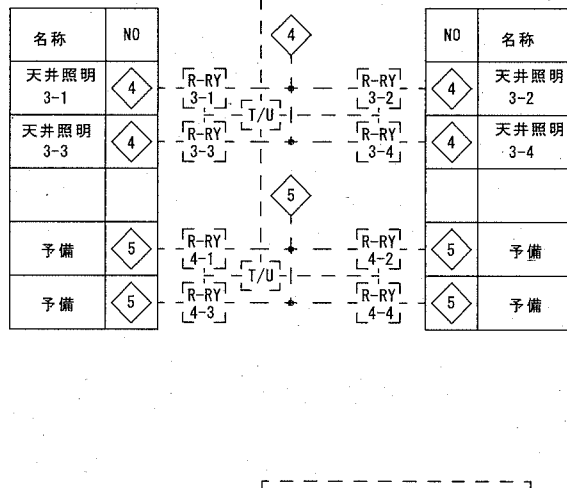 名称 NO 4 NO 名称
天井照明 3-1 4 R-RY 3-1 R-RY 3-2 4 天井照明 3-2
T/U
天井照明 3-3 4 R-RY 3-3 R-RY 3-4 4 天井照明 3-4
5
予備 5 R-RY 4-1 R-RY 4-2 5 予備
T/U
予備 5 R-RY 4-3 R-RY 4-4 5 予備